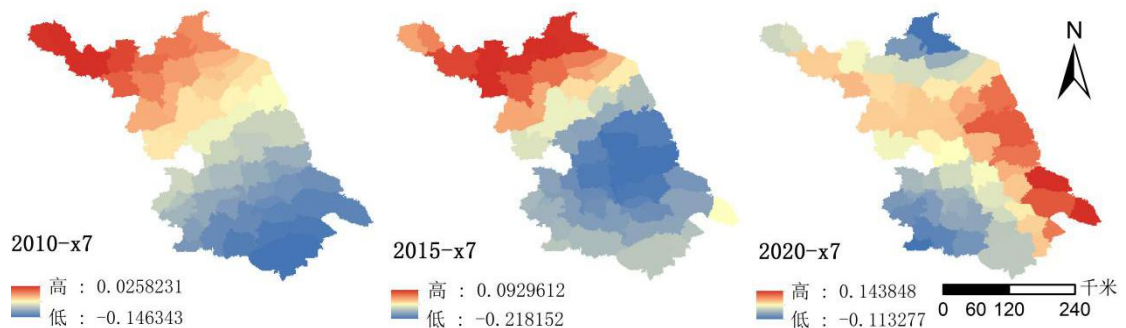 N
2010-x7
高 : 0.0258231
低 : -0.146343
2015-x7
高 : 0.0929612
低 : -0.218152
2020-x7
高 : 0.143848
低 : -0.113277
千米
0 60 120 240